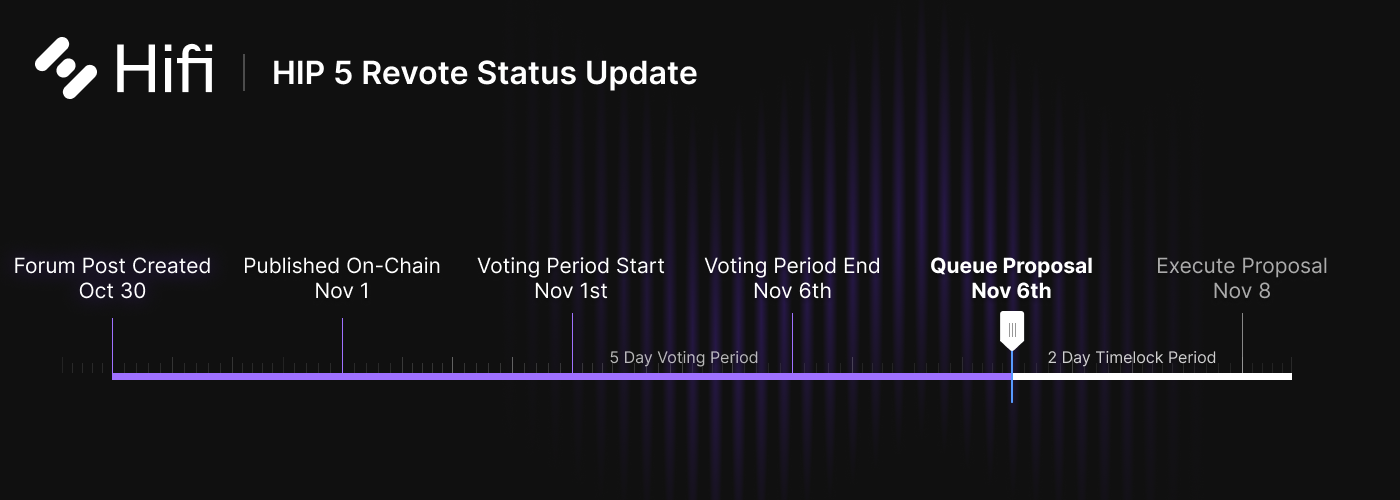 Hifi
HIP 5 Revote Status Update
Forum Post Created
Oct 30
Published On-Chain
Nov 1
Voting Period Start
Nov 1st
Voting Period End
Nov 6th
Queue Proposal
Nov 6th
Execute Proposal
Nov 8
5 Day Voting Period
2 Day Timelock Period